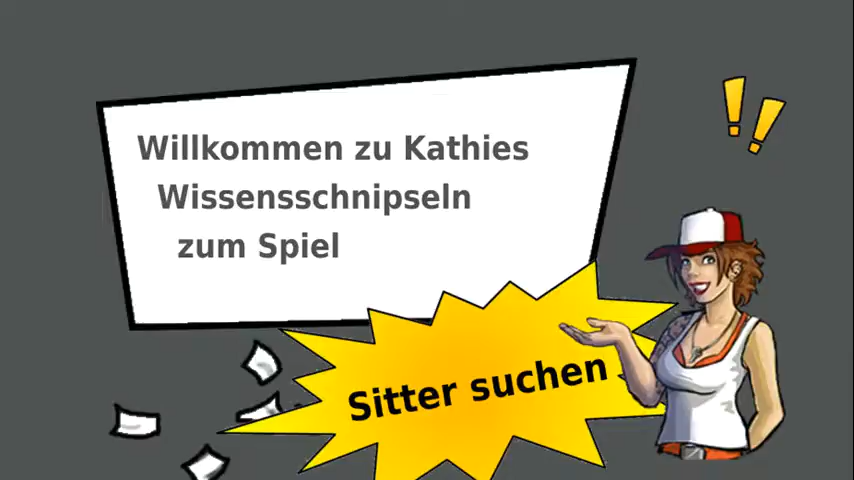 Willkommen zu Kathies
Wissensschnipseln
zum Spiel
Sitter suchen